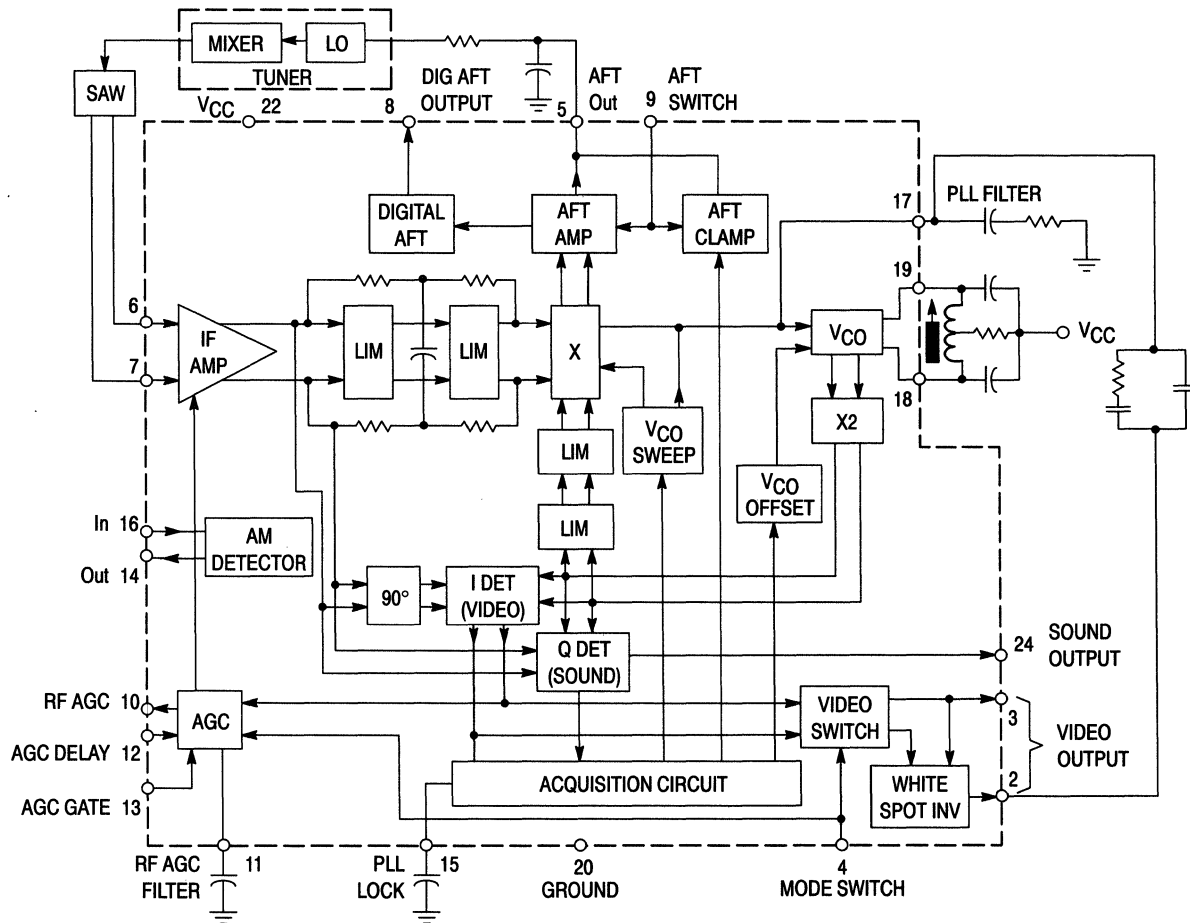 MIXER
LO
TUNER
SAW
VCC 22
8
DIG AFT
OUTPUT
5
AFT
Out
9
AFT
SWITCH
17
PLL FILTER
DIGITAL
AFT
AFT
AMP
AFT
CLAMP
19
6
7
IF
AMP
LIM
LIM
X
VCO
VCC
18
X2
LIM
VCO
SWEEP
VCO
OFFSET
LIM
In 16
Out 14
AM
DETECTOR
90°
I DET
(VIDEO)
Q DET
(SOUND)
24
SOUND
OUTPUT
RF AGC 10
AGC
AGC DELAY 12
AGC GATE 13
VIDEO
SWITCH
3
VIDEO
OUTPUT
2
ACQUISITION CIRCUIT
WHITE
SPOT INV
RF AGC
FILTER
11
PLL
LOCK
15
20
GROUND
4
MODE SWITCH